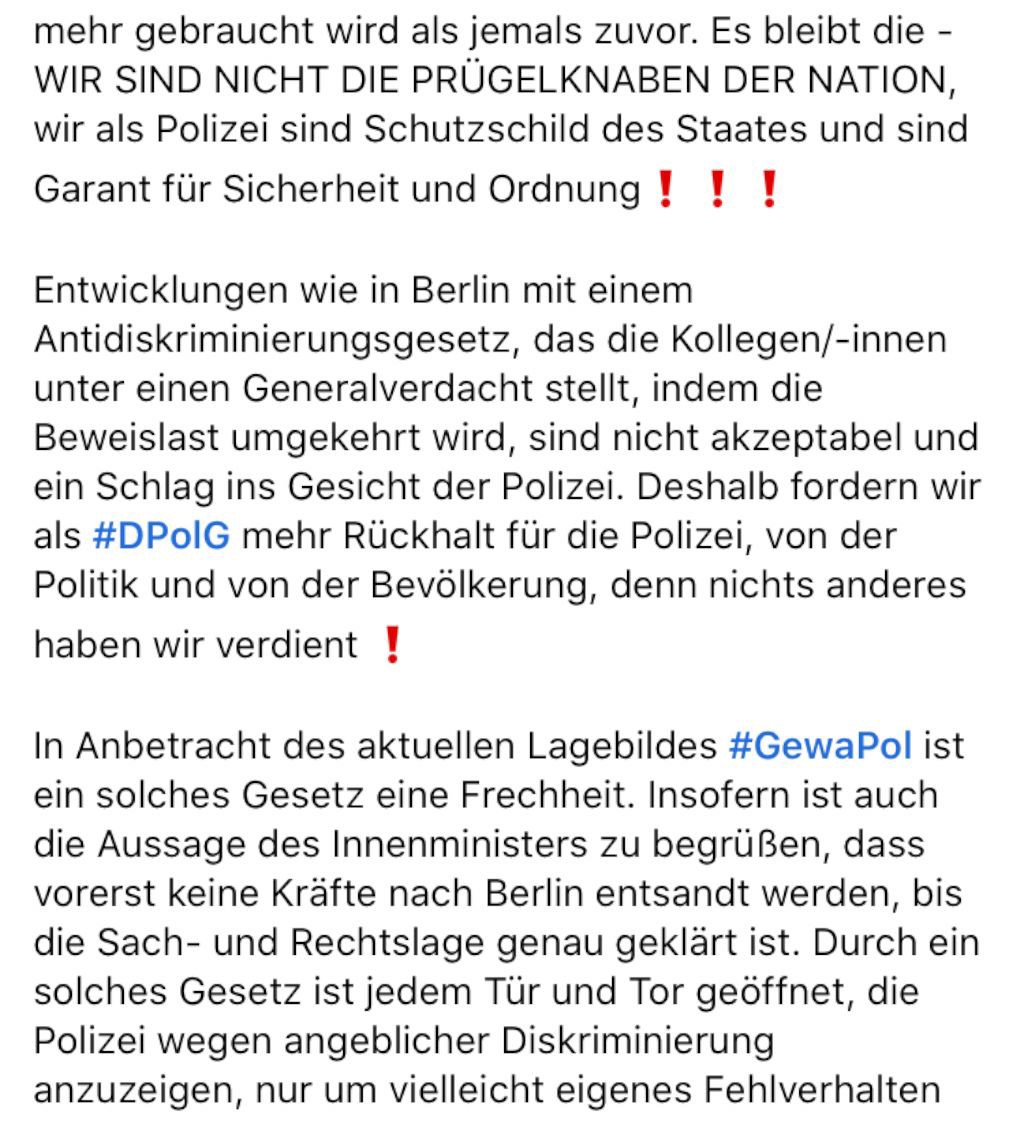 mehr gebraucht wird als jemals zuvor. Es bleibt die -
WIR SIND NICHT DIE PRÜGELKNABEN DER NATION,
wir als Polizei sind Schutzschild des Staates und sind
Garant für Sicherheit und Ordnung❗❗❗
Entwicklungen wie in Berlin mit einem
Antidiskriminierungsgesetz, das die Kollegen/-innen
unter einen Generalverdacht stellt, indem die
Beweislast umgekehrt wird, sind nicht akzeptabel und
ein Schlag ins Gesicht der Polizei. Deshalb fordern wir
als #DPolG mehr Rückhalt für die Polizei, von der
Politik und von der Bevölkerung, denn nichts anderes
haben wir verdient ❗
In Anbetracht des aktuellen Lagebildes #GewaPol ist
ein solches Gesetz eine Frechheit. Insofern ist auch
die Aussage des Innenministers zu begrüßen, dass
vorerst keine Kräfte nach Berlin entsandt werden, bis
die Sach- und Rechtslage genau geklärt ist. Durch ein
solches Gesetz ist jedem Tür und Tor geöffnet, die
Polizei wegen angeblicher Diskriminierung
anzuzeigen, nur um vielleicht eigenes Fehlverhalten